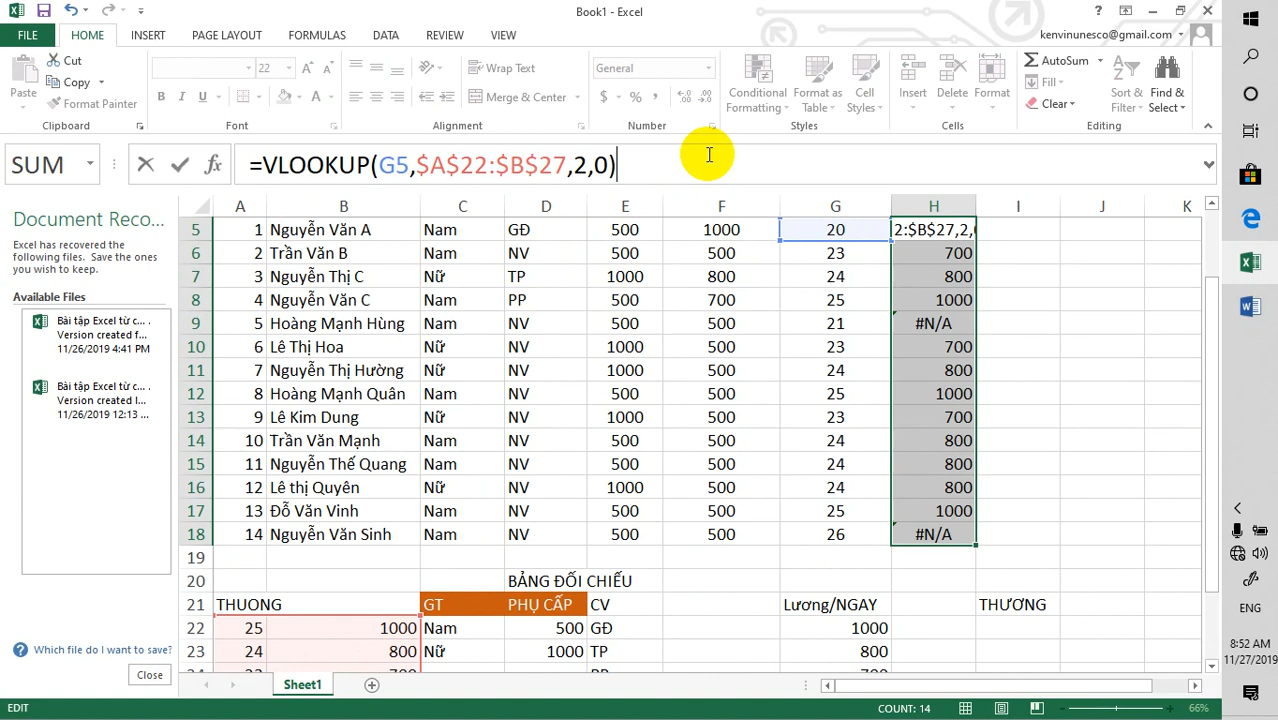 Book1 - Excel
?
FILE HOME INSERT PAGE LAYOUT FORMULAS DATA REVIEW VIEW kenvinunesco@gmail.com
Paste Cut Copy Format Painter
Clipboard
22 A A B I U A
Font
Wrap Text Merge & Center
Alignment
General $ % ,
Number
Conditional Formatting Format as Table Cell Styles
Styles
Insert Delete Format
Cells
AutoSum Fill Clear Sort & Filter Find & Select
Editing
SUM fx =VLOOKUP(G5,$A$22:$B$27,2,0)
Document Reco...
Excel has recovered the following files. Save the ones you wish to keep.
Available Files
Bài tập Excel từ c... .
Version created f...
11/26/2019 4:41 PM
Bài tập Excel từ c... .
Version created l...
11/26/2019 12:13 ...
Which file do I want to save?
Close
A B C D E F G H I J K
5 1 Nguyễn Văn A Nam GĐ 500 1000 20 2:$B$27,2,0
6 2 Trần Văn B Nam NV 500 500 23 700
7 3 Nguyễn Thị C Nữ TP 1000 800 24 800
8 4 Nguyễn Văn C Nam PP 500 700 25 1000
9 5 Hoàng Mạnh Hùng Nam NV 500 500 21 #N/A
10 6 Lê Thị Hoa Nữ NV 1000 500 23 700
11 7 Nguyễn Thị Hường Nữ NV 1000 500 24 800
12 8 Hoàng Mạnh Quân Nam NV 500 500 25 1000
13 9 Lê Kim Dung Nữ NV 1000 500 23 700
14 10 Trần Văn Mạnh Nam NV 500 500 24 800
15 11 Nguyễn Thế Quang Nam NV 500 500 24 800
16 12 Lê thị Quyên Nữ NV 1000 500 24 800
17 13 Đỗ Văn Vinh Nam NV 500 500 25 1000
18 14 Nguyễn Văn Sinh Nam NV 500 500 26 #N/A
19
20 BẢNG ĐỐI CHIẾU
21 THUONG GT PHỤ CẤP CV Lương/NGAY THƯƠNG
22 25 1000 Nam 500 GĐ 1000
23 24 800 Nữ 1000 TP 800
Sheet1
EDIT COUNT: 14 66%
ENG
8:52 AM
11/27/2019